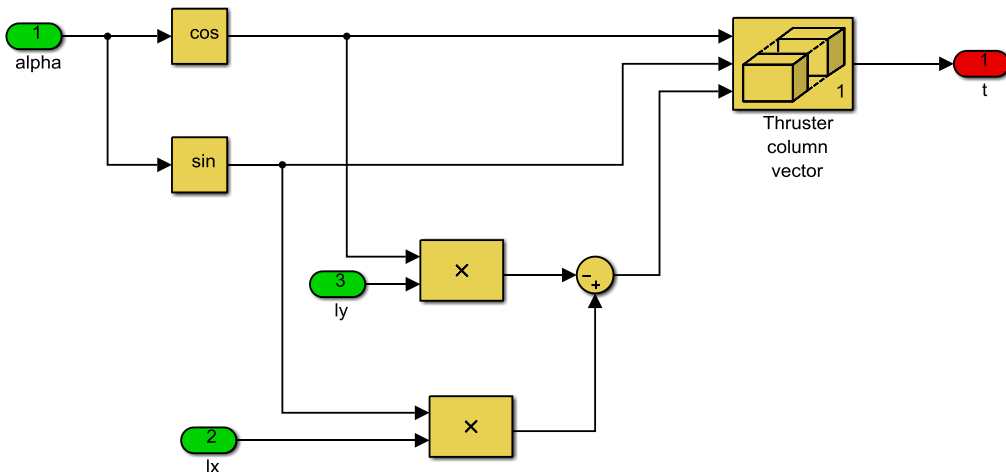 1
alpha
cos
sin
1
Thruster
column
vector
1
t
×
3
ly
−
+
×
2
lx